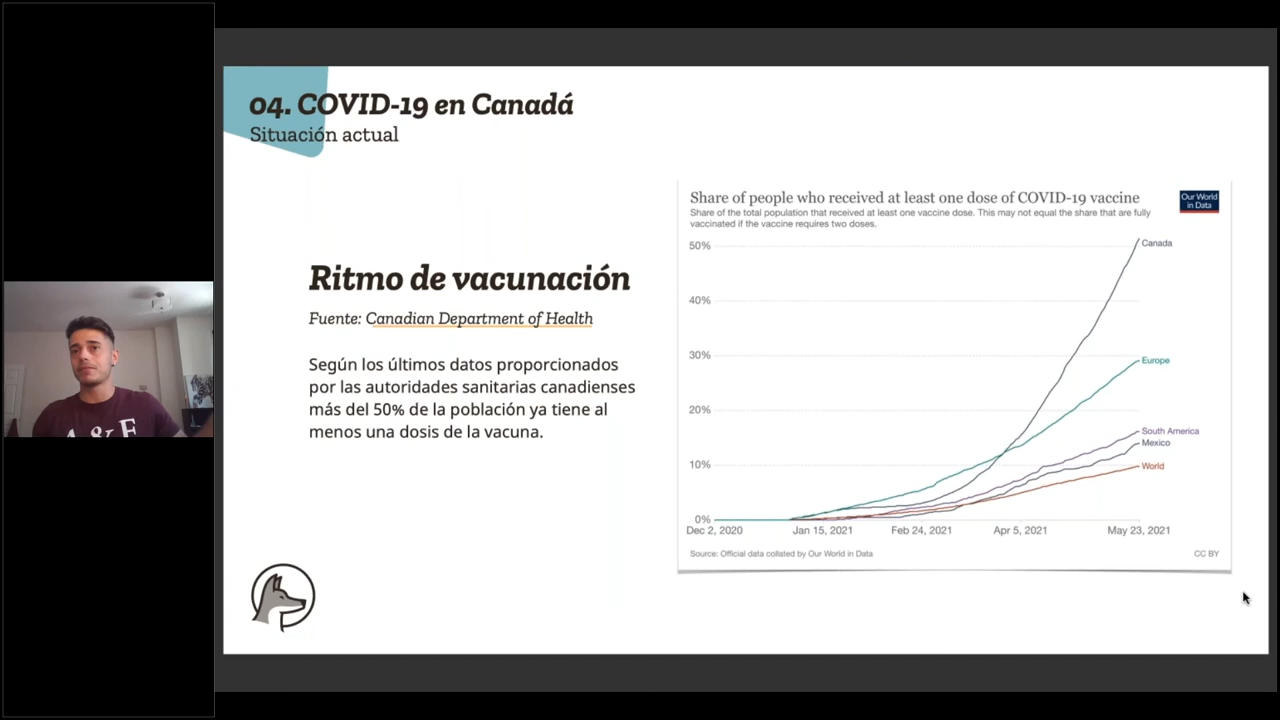 04. COVID-19 en Canadá
Situación actual
Ritmo de vacunación
Fuente: Canadian Department of Health
Según los últimos datos proporcionados
por las autoridades sanitarias canadienses
más del 50% de la población ya tiene al
menos una dosis de la vacuna.
Share of people who received at least one dose of COVID-19 vaccine
Share of the total population that received at least one vaccine dose. This may not equal the share that are fully
vaccinated if the vaccine requires two doses.
Our World
in Data
50%
40%
30%
20%
10%
0%
Canada
Europe
South America
Mexico
World
Dec 2, 2020
Jan 15, 2021
Feb 24, 2021
Apr 5, 2021
May 23, 2021
Source: Official data collated by Our World in Data
CC BY
A & F